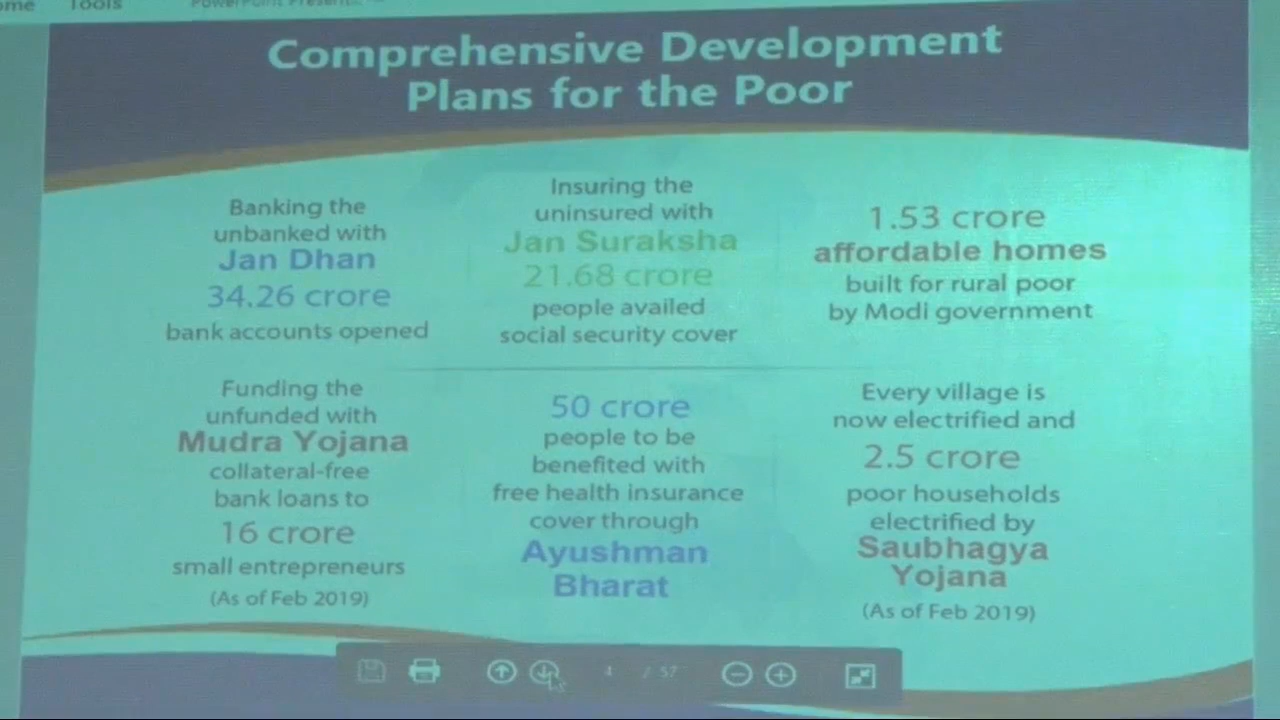 ome Tools PowerPoint Present...
Comprehensive Development
Plans for the Poor
Banking the
unbanked with
Jan Dhan
34.26 crore
bank accounts opened
Insuring the
uninsured with
Jan Suraksha
21.68 crore
people availed
social security cover
1.53 crore
affordable homes
built for rural poor
by Modi government
Funding the
unfunded with
Mudra Yojana
collateral-free
bank loans to
16 crore
small entrepreneurs
(As of Feb 2019)
50 crore
people to be
benefited with
free health insurance
cover through
Ayushman
Bharat
Every village is
now electrified and
2.5 crore
poor households
electrified by
Saubhagya
Yojana
(As of Feb 2019)
4 / 57